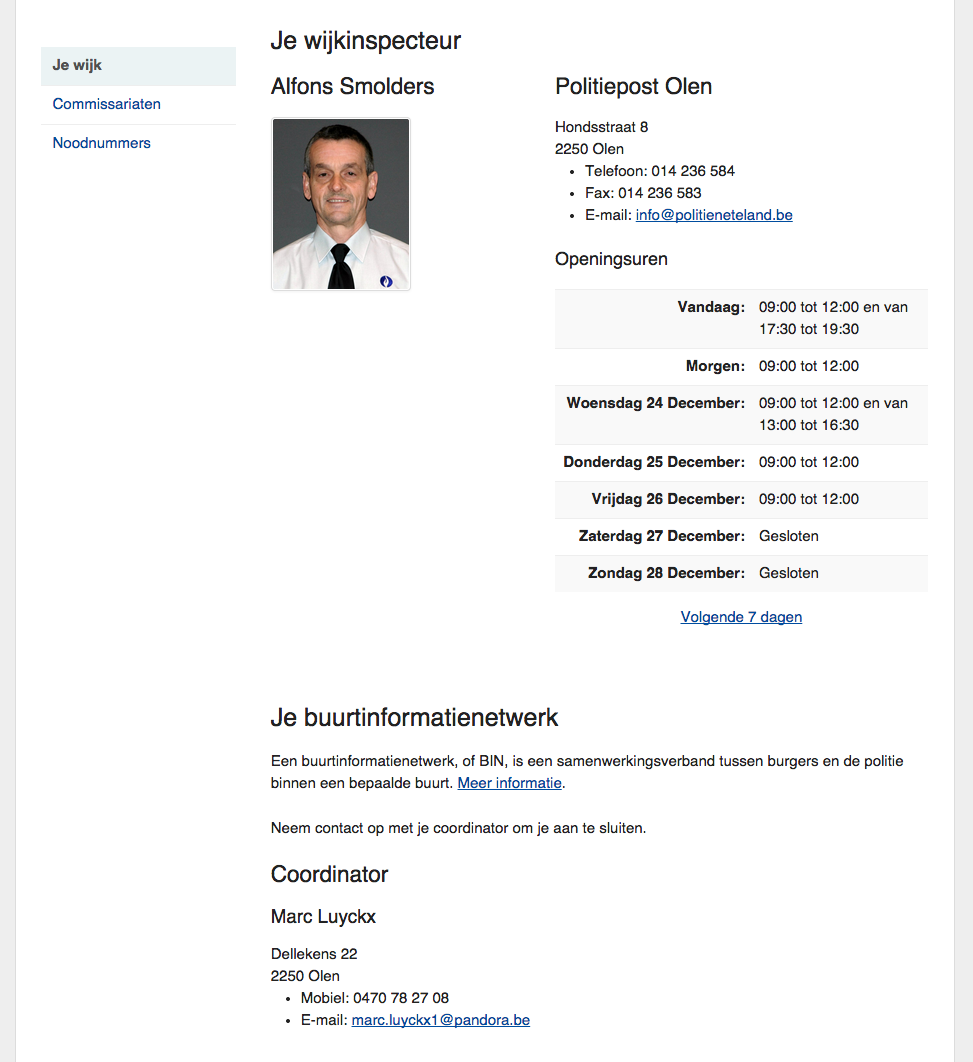 Je wijk
Commissariaten
Noodnummers
Je wijkinspecteur
Alfons Smolders
Politiepost Olen
Hondsstraat 8
2250 Olen
• Telefoon: 014 236 584
• Fax: 014 236 583
• E-mail: info@politieneteland.be
Openingsuren
Vandaag: 09:00 tot 12:00 en van
17:30 tot 19:30
Morgen: 09:00 tot 12:00
Woensdag 24 December: 09:00 tot 12:00 en van
13:00 tot 16:30
Donderdag 25 December: 09:00 tot 12:00
Vrijdag 26 December: 09:00 tot 12:00
Zaterdag 27 December: Gesloten
Zondag 28 December: Gesloten
Volgende 7 dagen
Je buurtinformatienetwerk
Een buurtinformatienetwerk, of BIN, is een samenwerkingsverband tussen burgers en de politie
binnen een bepaalde buurt. Meer informatie.
Neem contact op met je coordinator om je aan te sluiten.
Coordinator
Marc Luyckx
Dellekens 22
2250 Olen
• Mobiel: 0470 78 27 08
• E-mail: marc.luyckx1@pandora.be